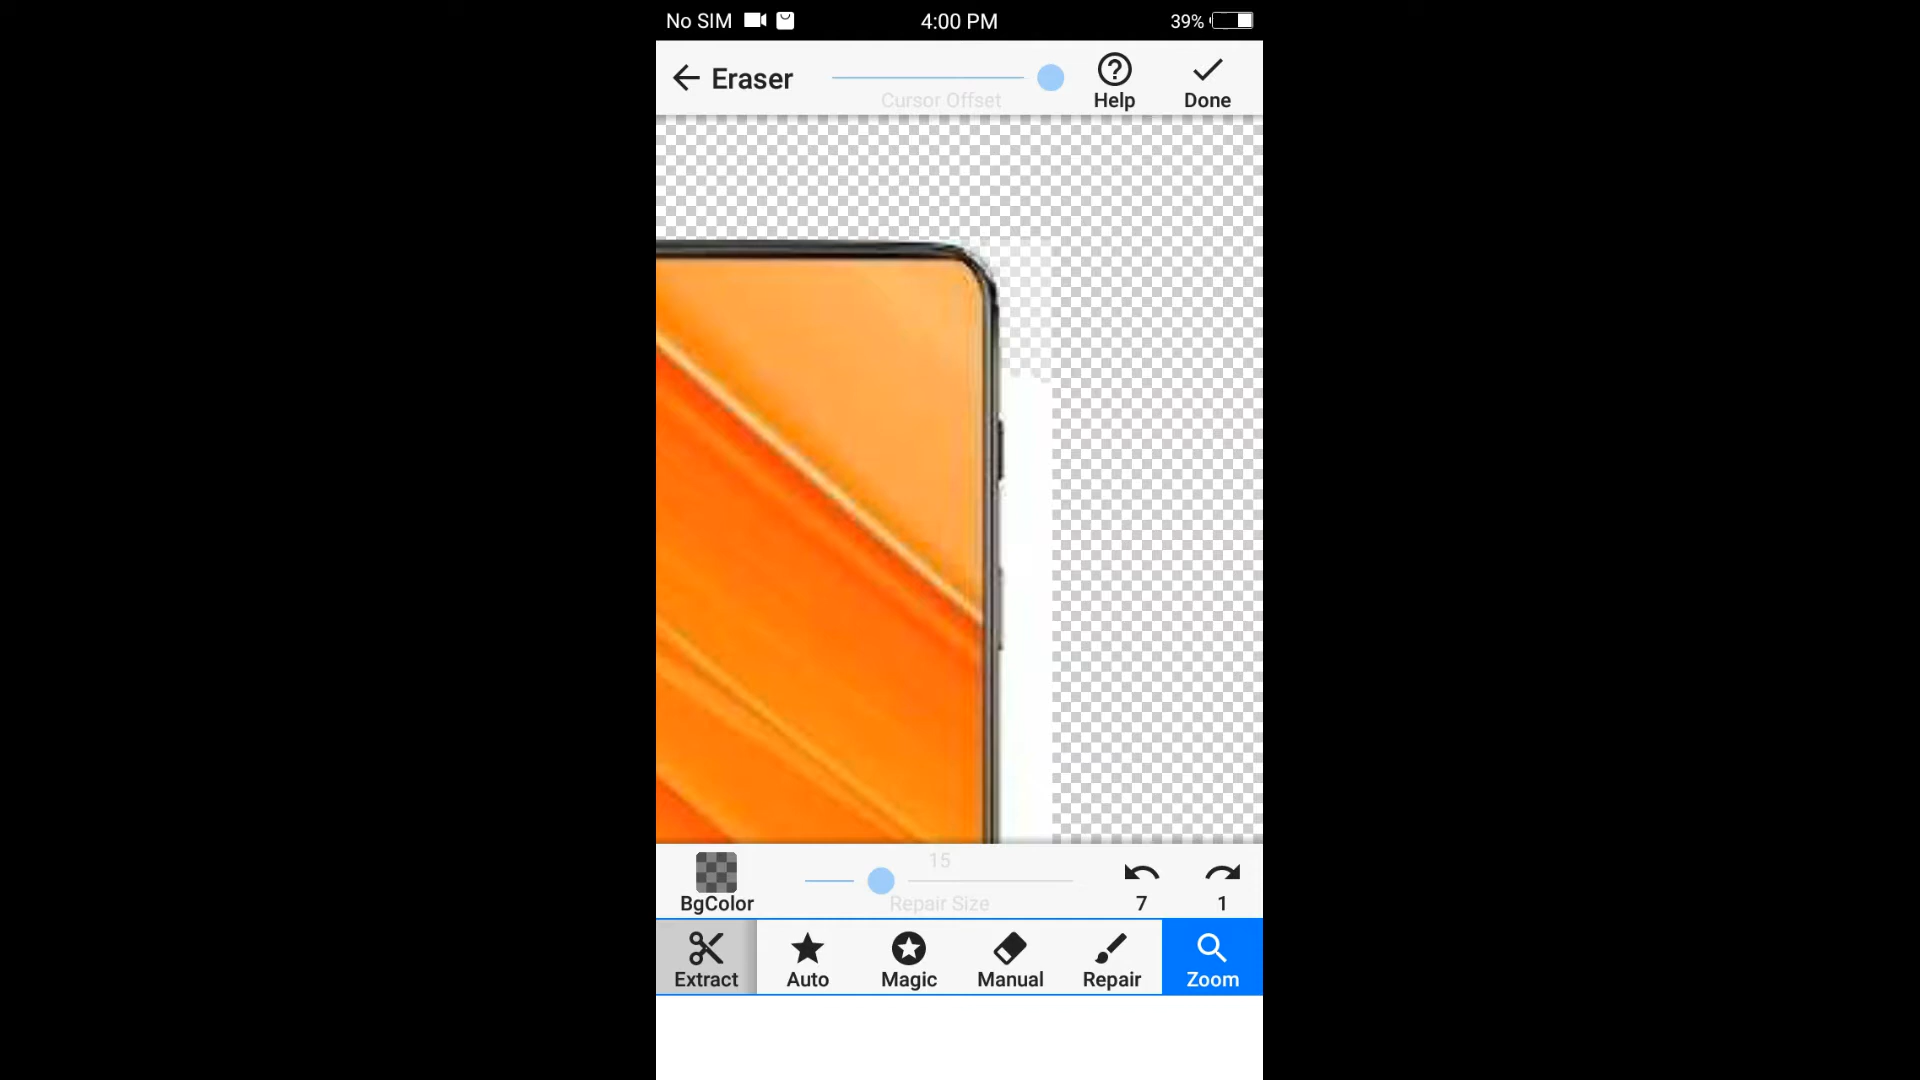 No SIM 4:00 PM 39%
Eraser Cursor Offset Help Done
15
BgColor Repair Size 7 1
Extract Auto Magic Manual Repair Zoom